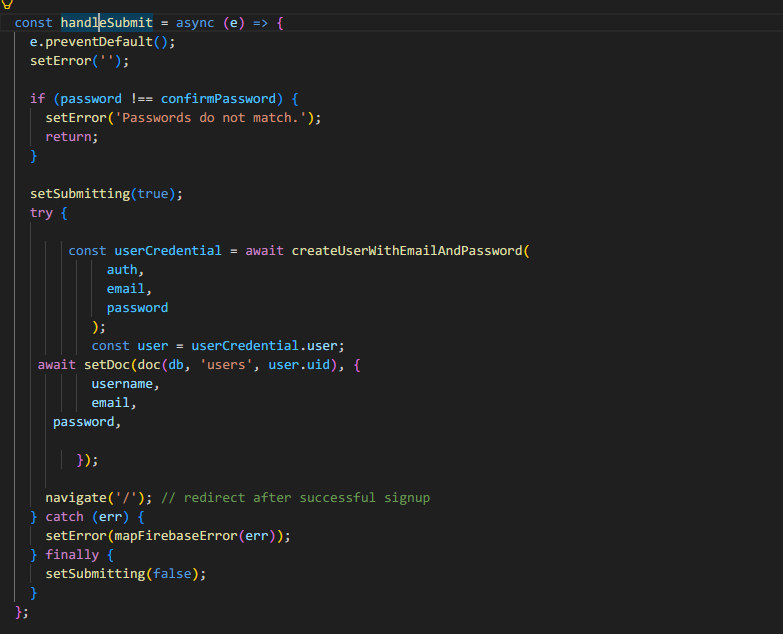 const handleSubmit = async (e) => {
e.preventDefault();
setError('');
if (password !== confirmPassword) {
setError('Passwords do not match.');
return;
}
setSubmitting(true);
try {
const userCredential = await createUserWithEmailAndPassword(
auth,
email,
password
);
const user = userCredential.user;
await setDoc(doc(db, 'users', user.uid), {
username,
email,
password,
});
navigate('/'); // redirect after successful signup
} catch (err) {
setError(mapFirebaseError(err));
} finally {
setSubmitting(false);
}
};